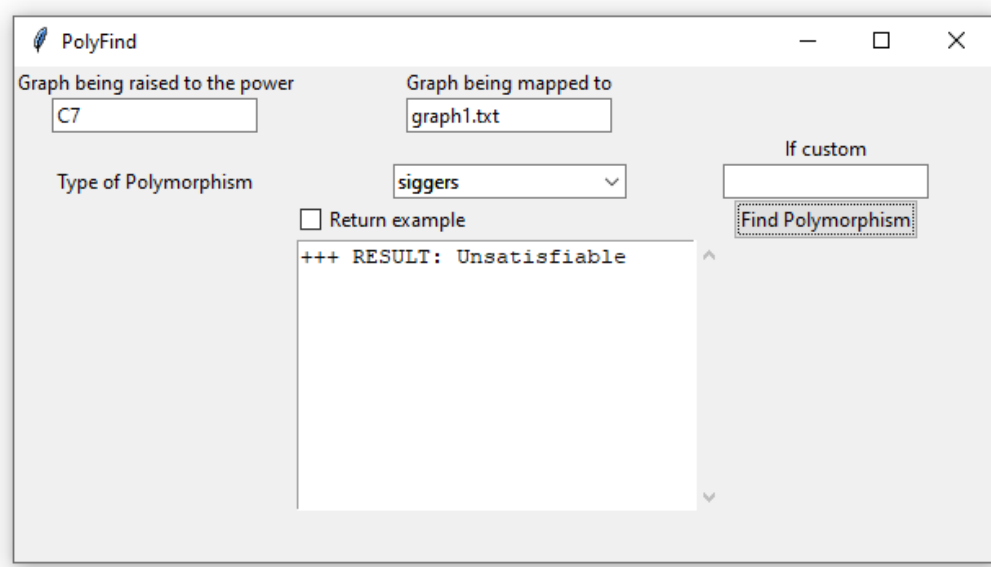 PolyFind
Graph being raised to the power
Graph being mapped to
C7
graph1.txt
If custom
Type of Polymorphism
siggers
Return example
Find Polymorphism
+++ RESULT: Unsatisfiable